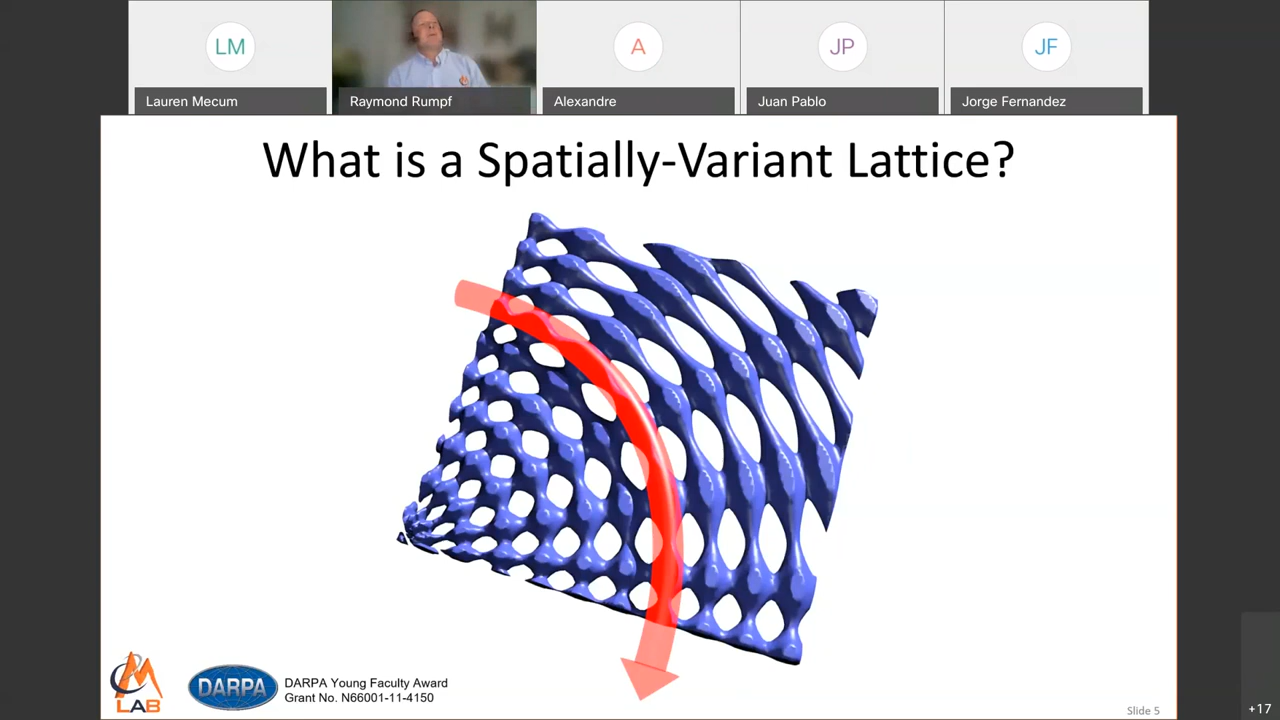 LM
A
JP
JF
Lauren Mecum
Raymond Rumpf
Alexandre
Juan Pablo
Jorge Fernandez
What is a Spatially-Variant Lattice?
EM
LAB
DARPA
DARPA Young Faculty Award
Grant No. N66001-11-4150
Slide 5
+17